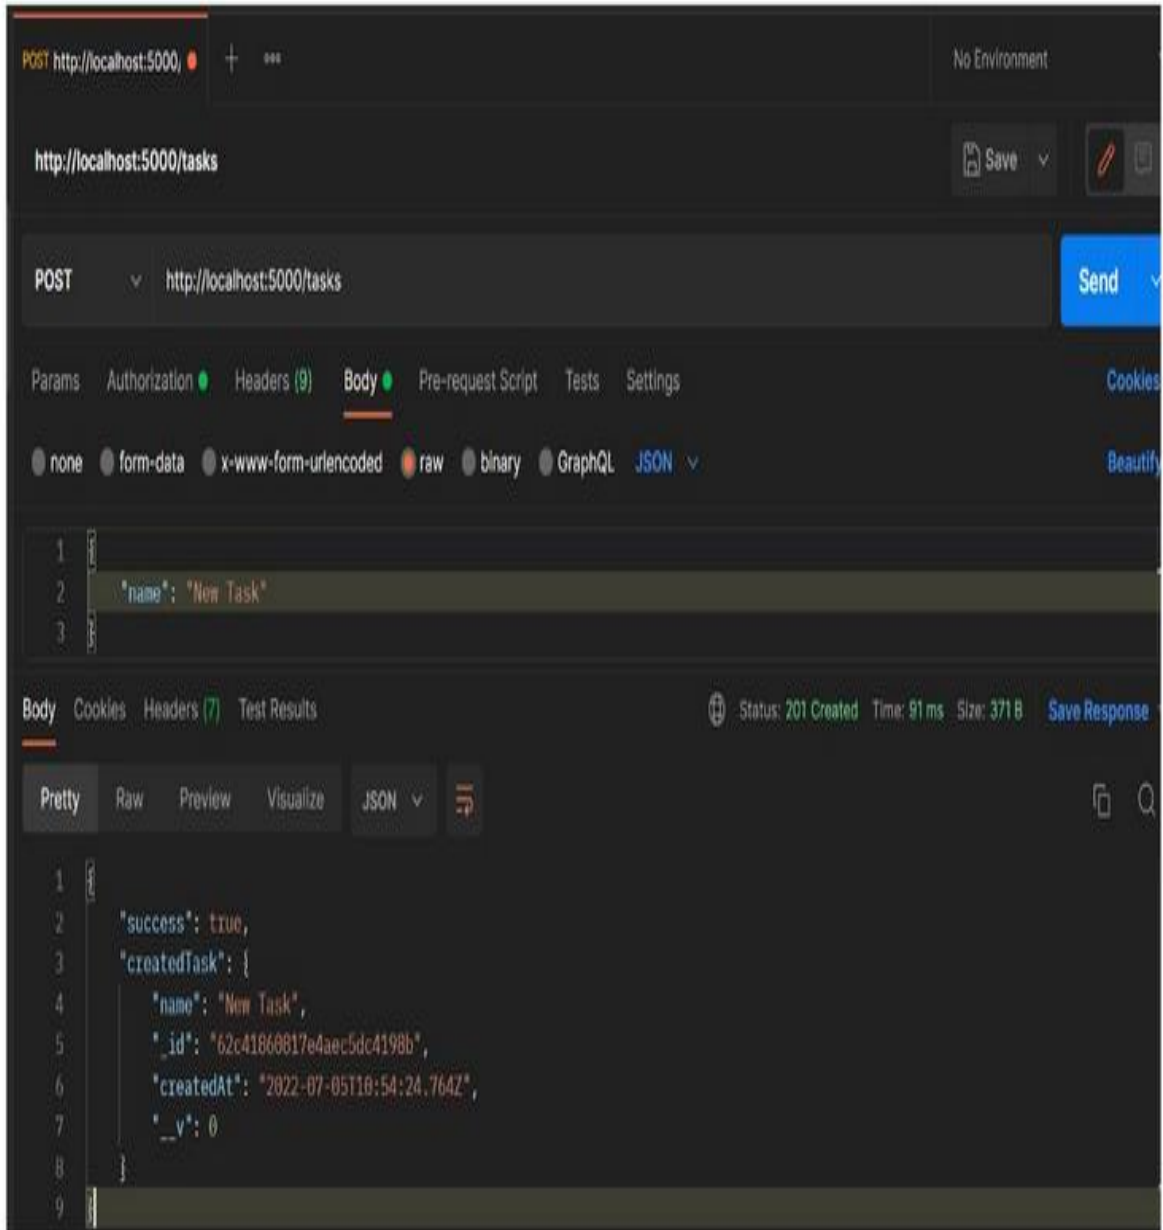 POST http://localhost:5000/
No Environment
http://localhost:5000/tasks
Save
POST http://localhost:5000/tasks
Send
Params Authorization Headers (9) Body Pre-request Script Tests Settings Cookies
none form-data x-www-form-urlencoded raw binary GraphQL JSON Beautify
1 {
2 "name": "New Task"
3 }
Body Cookies Headers (7) Test Results Status: 201 Created Time: 91 ms Size: 371 B Save Response
Pretty Raw Preview Visualize JSON
1 {
2 "success": true,
3 "createdTask": {
4 "name": "New Task",
5 "_id": "62c41860817e4aec5dc4198b",
6 "createdAt": "2022-07-05T10:54:24.764Z",
7 "__v": 0
8 }
9 }